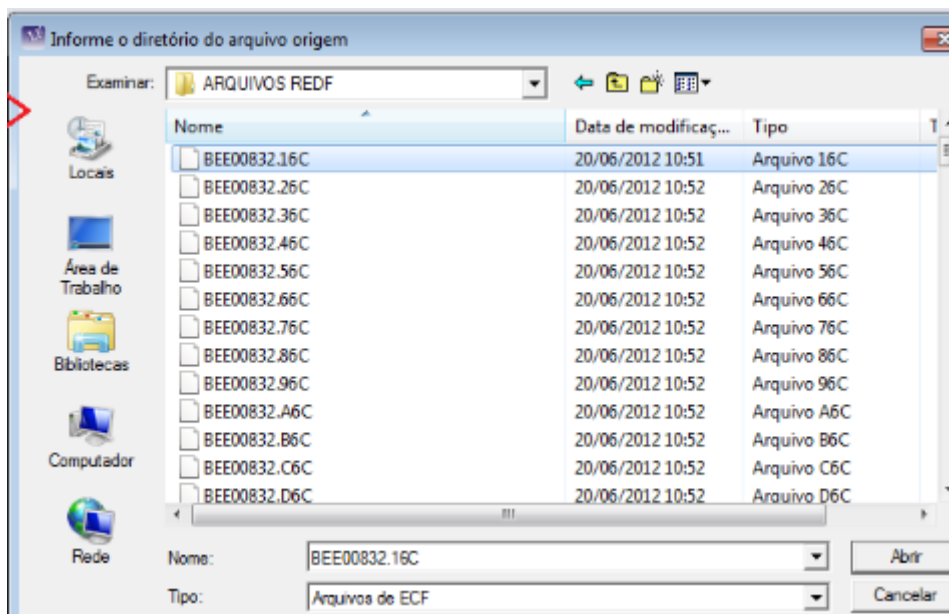 Informe o diretório do arquivo origem
Examinar: ARQUIVOS REDF
Nome Data de modificaç... Tipo T
BEE00832.16C 20/06/2012 10:51 Arquivo 16C
BEE00832.26C 20/06/2012 10:52 Arquivo 26C
BEE00832.36C 20/06/2012 10:52 Arquivo 36C
BEE00832.46C 20/06/2012 10:52 Arquivo 46C
BEE00832.56C 20/06/2012 10:52 Arquivo 56C
BEE00832.66C 20/06/2012 10:52 Arquivo 66C
BEE00832.76C 20/06/2012 10:52 Arquivo 76C
BEE00832.86C 20/06/2012 10:52 Arquivo 86C
BEE00832.96C 20/06/2012 10:52 Arquivo 96C
BEE00832.A6C 20/06/2012 10:52 Arquivo A6C
BEE00832.B6C 20/06/2012 10:52 Arquivo B6C
BEE00832.C6C 20/06/2012 10:52 Arquivo C6C
BEE00832.D6C 20/06/2012 10:52 Arquivo D6C
Locais
Área de
Trabalho
Bibliotecas
Computador
Rede
Nome: BEE00832.16C Abrir
Tipo: Arquivos de ECF Cancelar